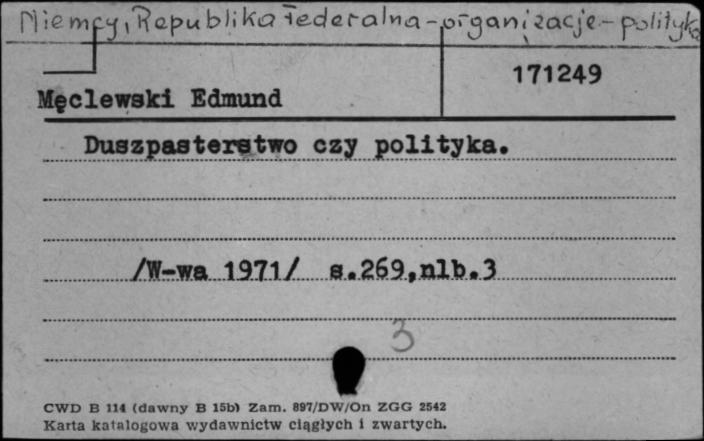 Niemcy, Republika Federalna - organizacje - polityka
171249
Męclewski Edmund
Duszpasterstwo czy polityka.
/W-wa 1971/ s.269,nlb.3
3
CWD B 114 (dawny B 15b) Zam. 897/DW/On ZGG 2542
Karta katalogowa wydawnictw ciągłych i zwartych.